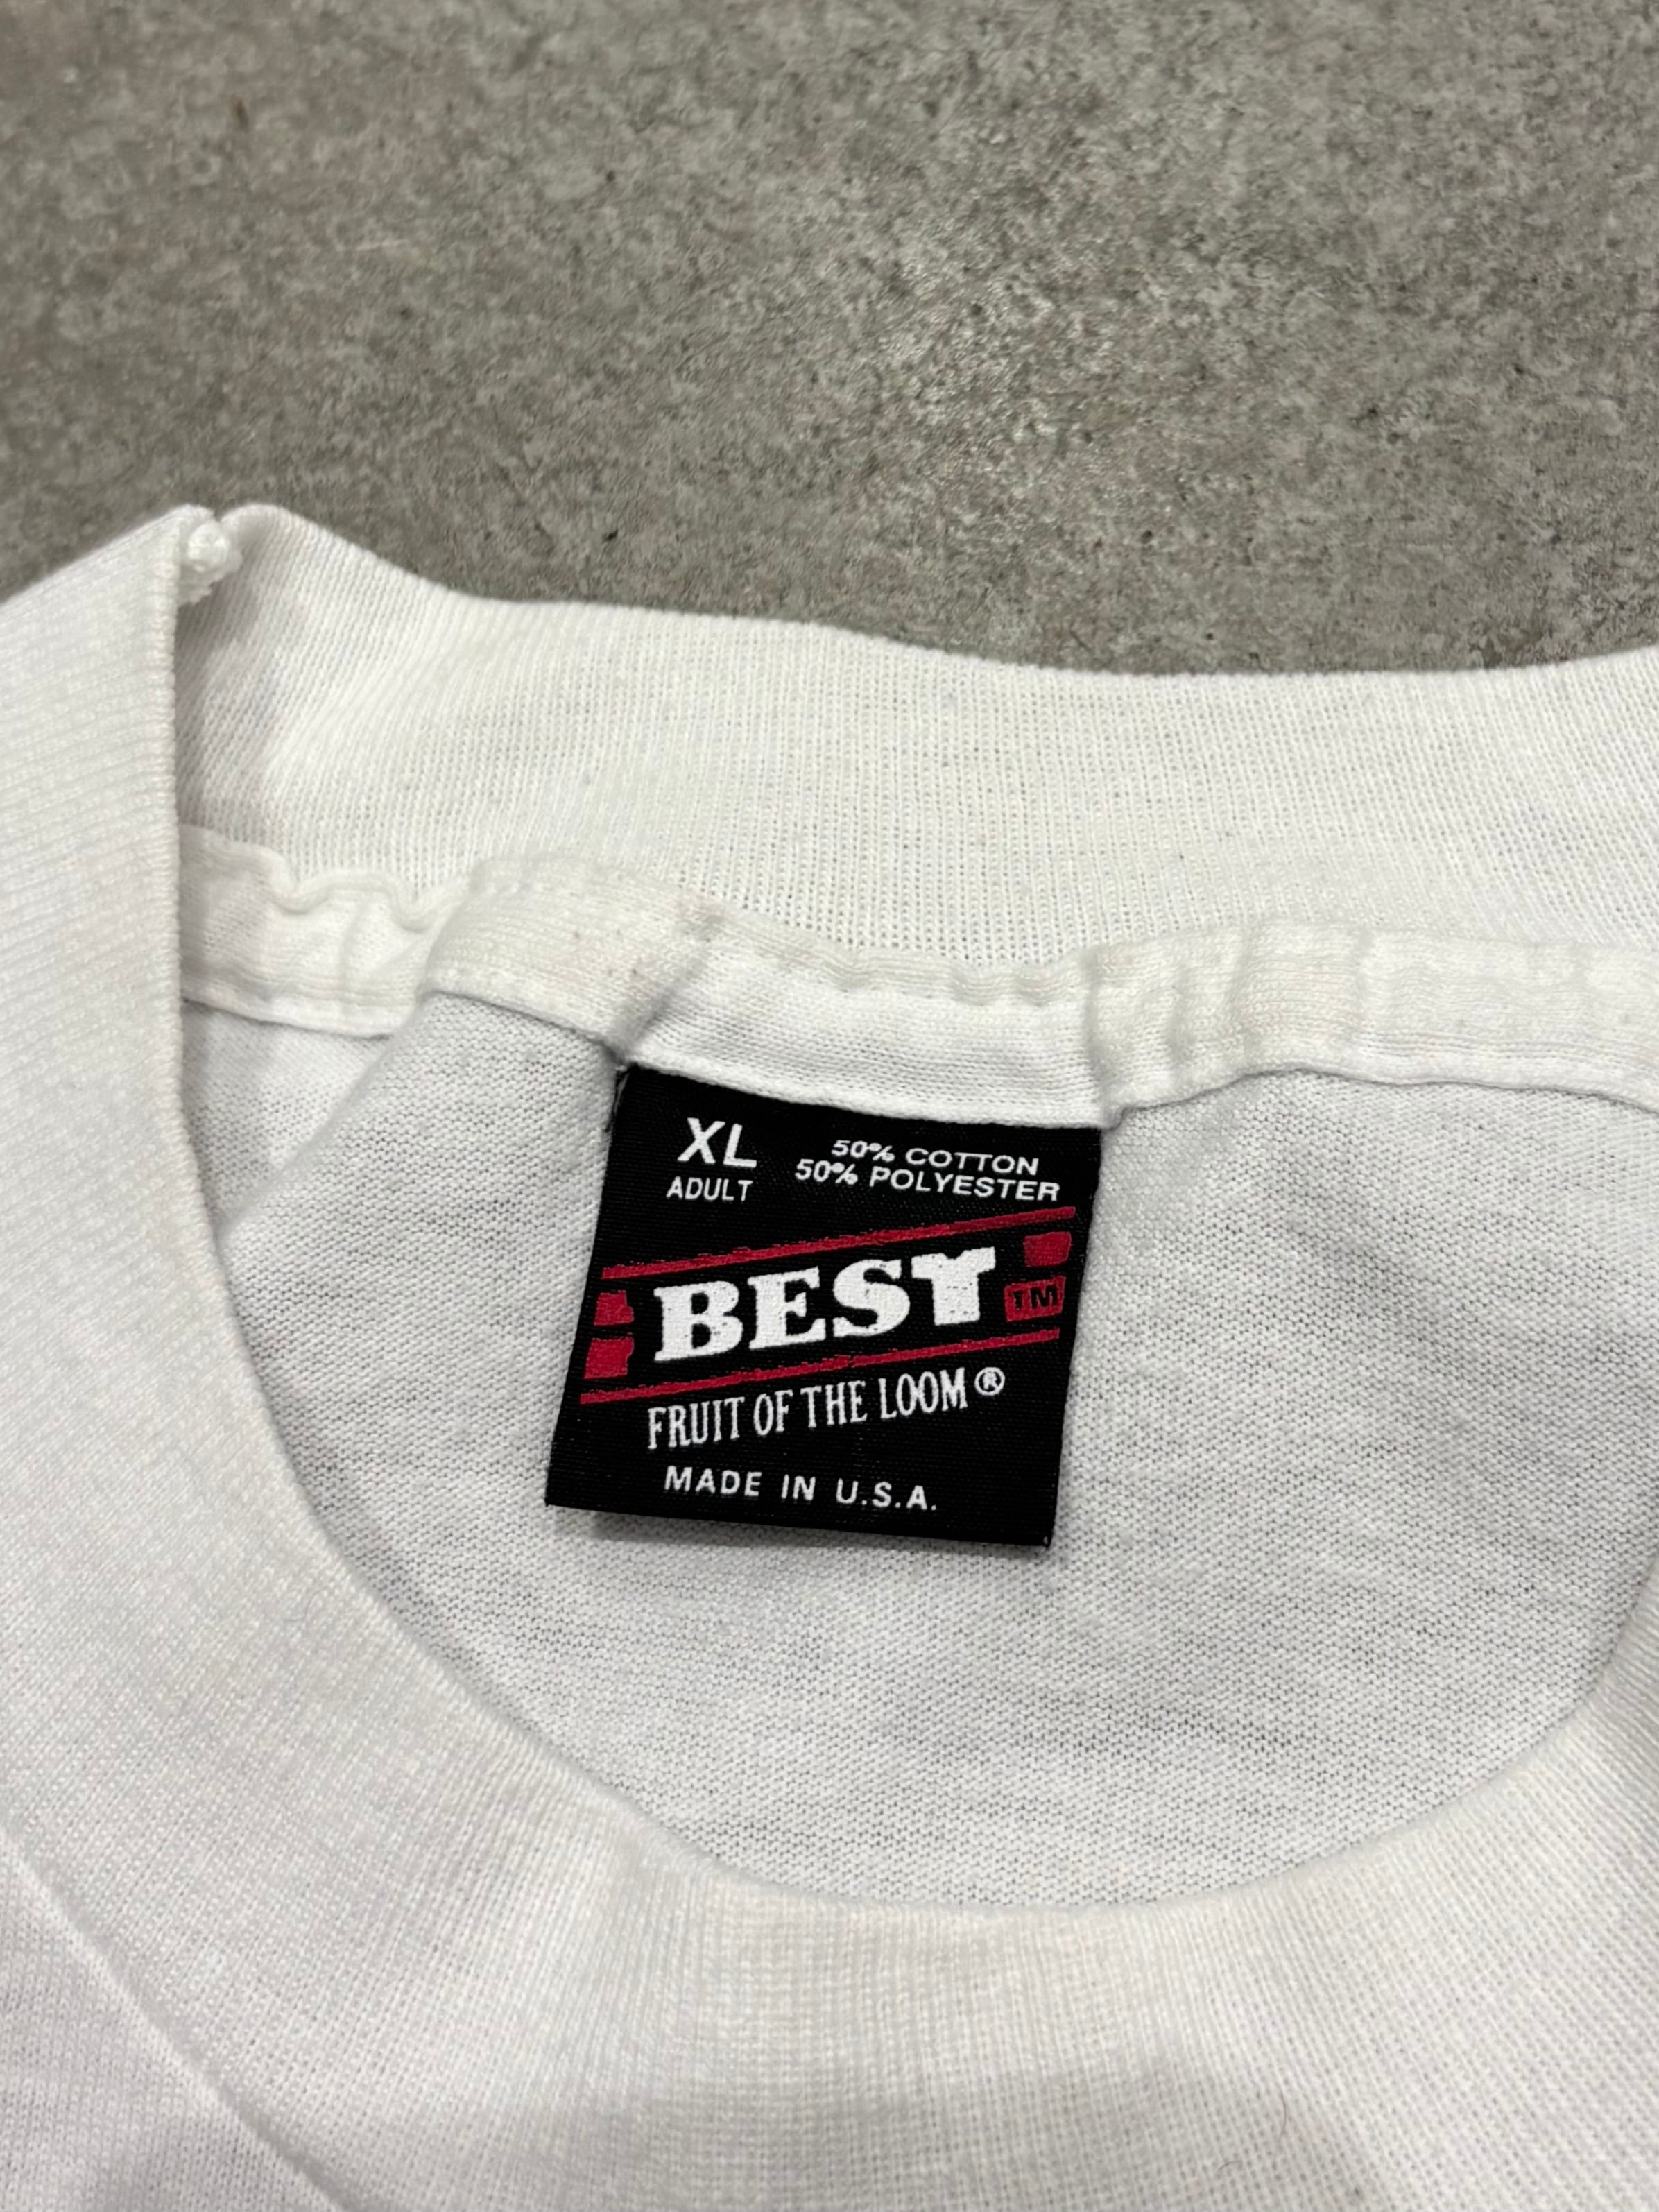 XL
ADULT
50% COTTON
50% POLYESTER
BEST
TM
FRUIT OF THE LOOM®
MADE IN U.S.A.